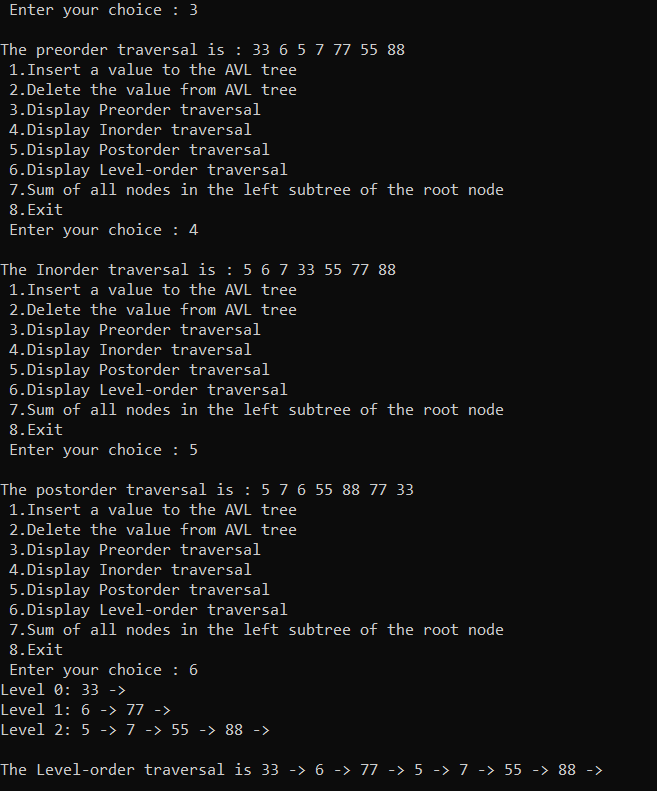 Enter your choice : 3
The preorder traversal is : 33 6 5 7 77 55 88
1.Insert a value to the AVL tree
2.Delete the value from AVL tree
3.Display Preorder traversal
4.Display Inorder traversal
5.Display Postorder traversal
6.Display Level-order traversal
7.Sum of all nodes in the left subtree of the root node
8.Exit
Enter your choice : 4
The Inorder traversal is : 5 6 7 33 55 77 88
1.Insert a value to the AVL tree
2.Delete the value from AVL tree
3.Display Preorder traversal
4.Display Inorder traversal
5.Display Postorder traversal
6.Display Level-order traversal
7.Sum of all nodes in the left subtree of the root node
8.Exit
Enter your choice : 5
The postorder traversal is : 5 7 6 55 88 77 33
1.Insert a value to the AVL tree
2.Delete the value from AVL tree
3.Display Preorder traversal
4.Display Inorder traversal
5.Display Postorder traversal
6.Display Level-order traversal
7.Sum of all nodes in the left subtree of the root node
8.Exit
Enter your choice : 6
Level 0: 33 ->
Level 1: 6 -> 77 ->
Level 2: 5 -> 7 -> 55 -> 88 ->
The Level-order traversal is 33 -> 6 -> 77 -> 5 -> 7 -> 55 -> 88 ->